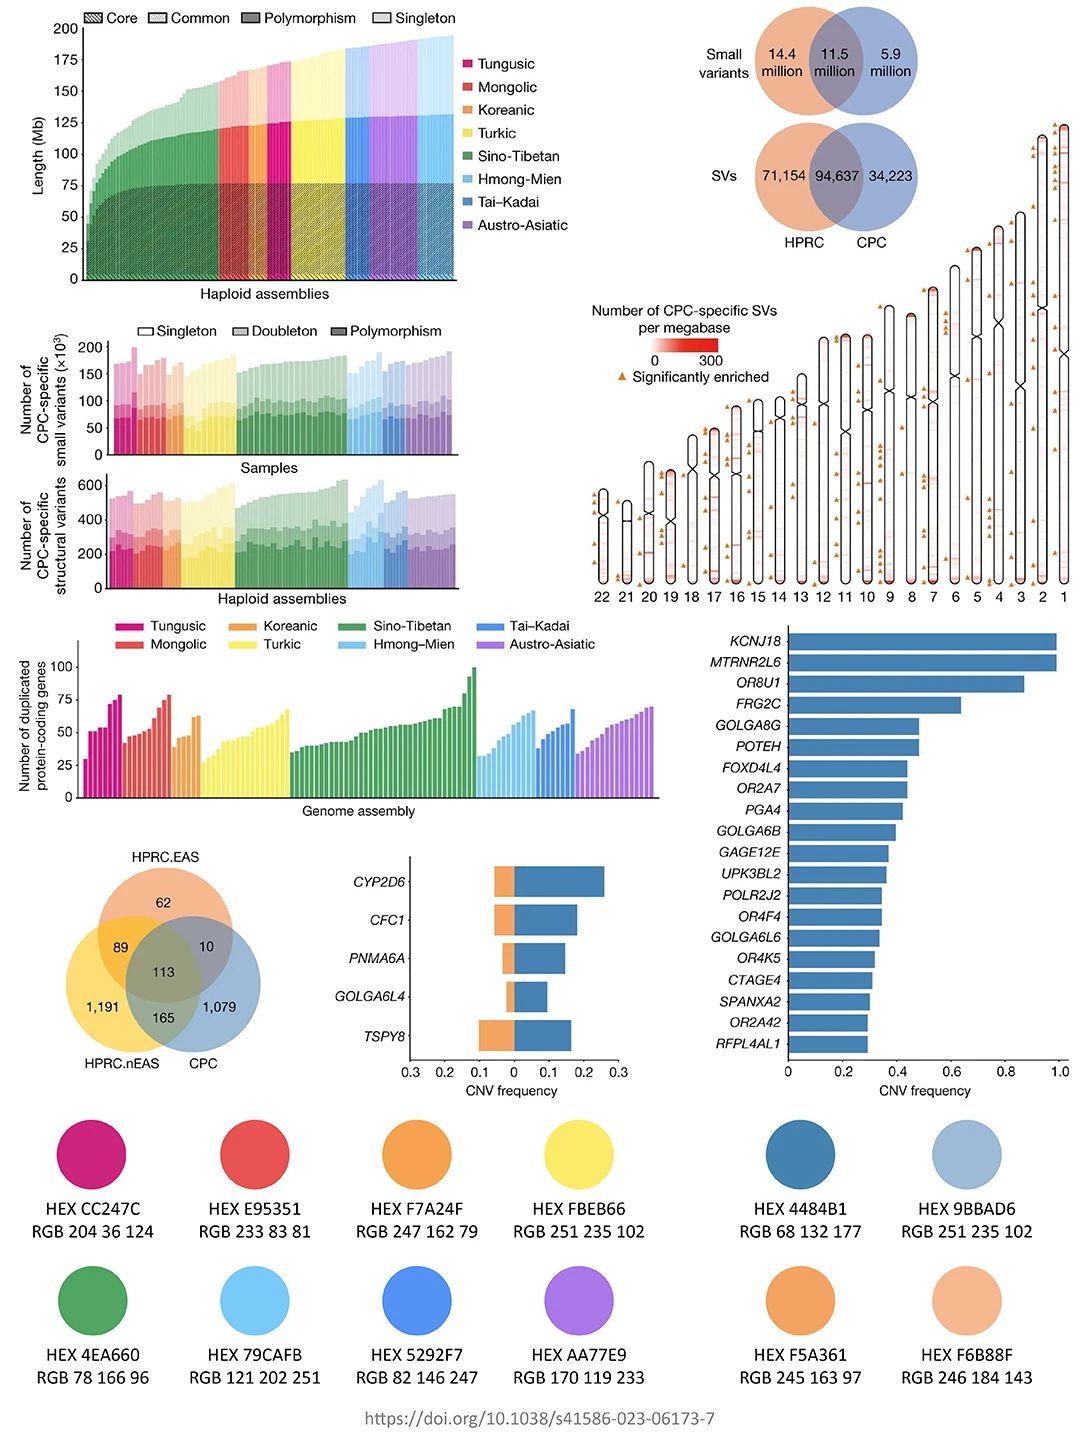 Core Common Polymorphism Singleton
200
175
150
125
100
75
50
25
0
Length (Mb)
Haploid assemblies
Tungusic
Mongolic
Koreanic
Turkic
Sino-Tibetan
Hmong-Mien
Tai–Kadai
Austro-Asiatic
Small
variants
14.4
million
11.5
million
5.9
million
SVs
71,154 94,637 34,223
HPRC CPC
Number of CPC-specific SVs
per megabase
0 300
Significantly enriched
22 21 20 19 18 17 16 15 14 13 12 11 10 9 8 7 6 5 4 3 2 1
Singleton Doubleton Polymorphism
Number of
CPC-specific
small variants (×10³)
200
150
100
50
0
Samples
Number of
CPC-specific
structural variants
600
400
200
0
Haploid assemblies
Tungusic Koreanic Sino-Tibetan Tai–Kadai
Mongolic Turkic Hmong–Mien Austro-Asiatic
Number of duplicated
protein-coding genes
100
75
50
25
0
Genome assembly
KCNJ18
MTRNR2L6
OR8U1
FRG2C
GOLGA8G
POTEH
FOXD4L4
OR2A7
PGA4
GOLGA6B
GAGE12E
UPK3BL2
POLR2J2
OR4F4
GOLGA6L6
OR4K5
CTAGE4
SPANXA2
OR2A42
RFPL4AL1
0 0.2 0.4 0.6 0.8 1.0
CNV frequency
HPRC.EAS
62
89 10
113
1,191 1,079
165
HPRC.nEAS CPC
CYP2D6
CFC1
PNMA6A
GOLGA6L4
TSPY8
0.3 0.2 0.1 0 0.1 0.2 0.3
CNV frequency
HEX CC247C HEX E95351 HEX F7A24F HEX FBEB66 HEX 4484B1 HEX 9BBAD6
RGB 204 36 124 RGB 233 83 81 RGB 247 162 79 RGB 251 235 102 RGB 68 132 177 RGB 251 235 102
HEX 4EA660 HEX 79CAFB HEX 5292F7 HEX AA77E9 HEX F5A361 HEX F6B88F
RGB 78 166 96 RGB 121 202 251 RGB 82 146 247 RGB 170 119 233 RGB 245 163 97 RGB 246 184 143
https://doi.org/10.1038/s41586-023-06173-7